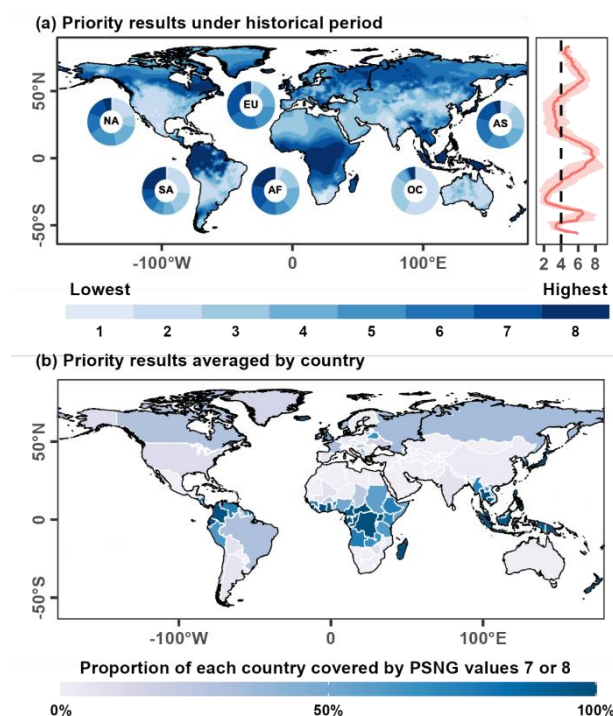 (a) Priority results under historical period
50°N
0
-50°S
NA
EU
AS
SA
AF
OC
-100°W
0
100°E
2 4 6 8
Lowest
Highest
1 2 3 4 5 6 7 8
(b) Priority results averaged by country
50°N
0
-50°S
-100°W
0
100°E
Proportion of each country covered by PSNG values 7 or 8
0%
50%
100%